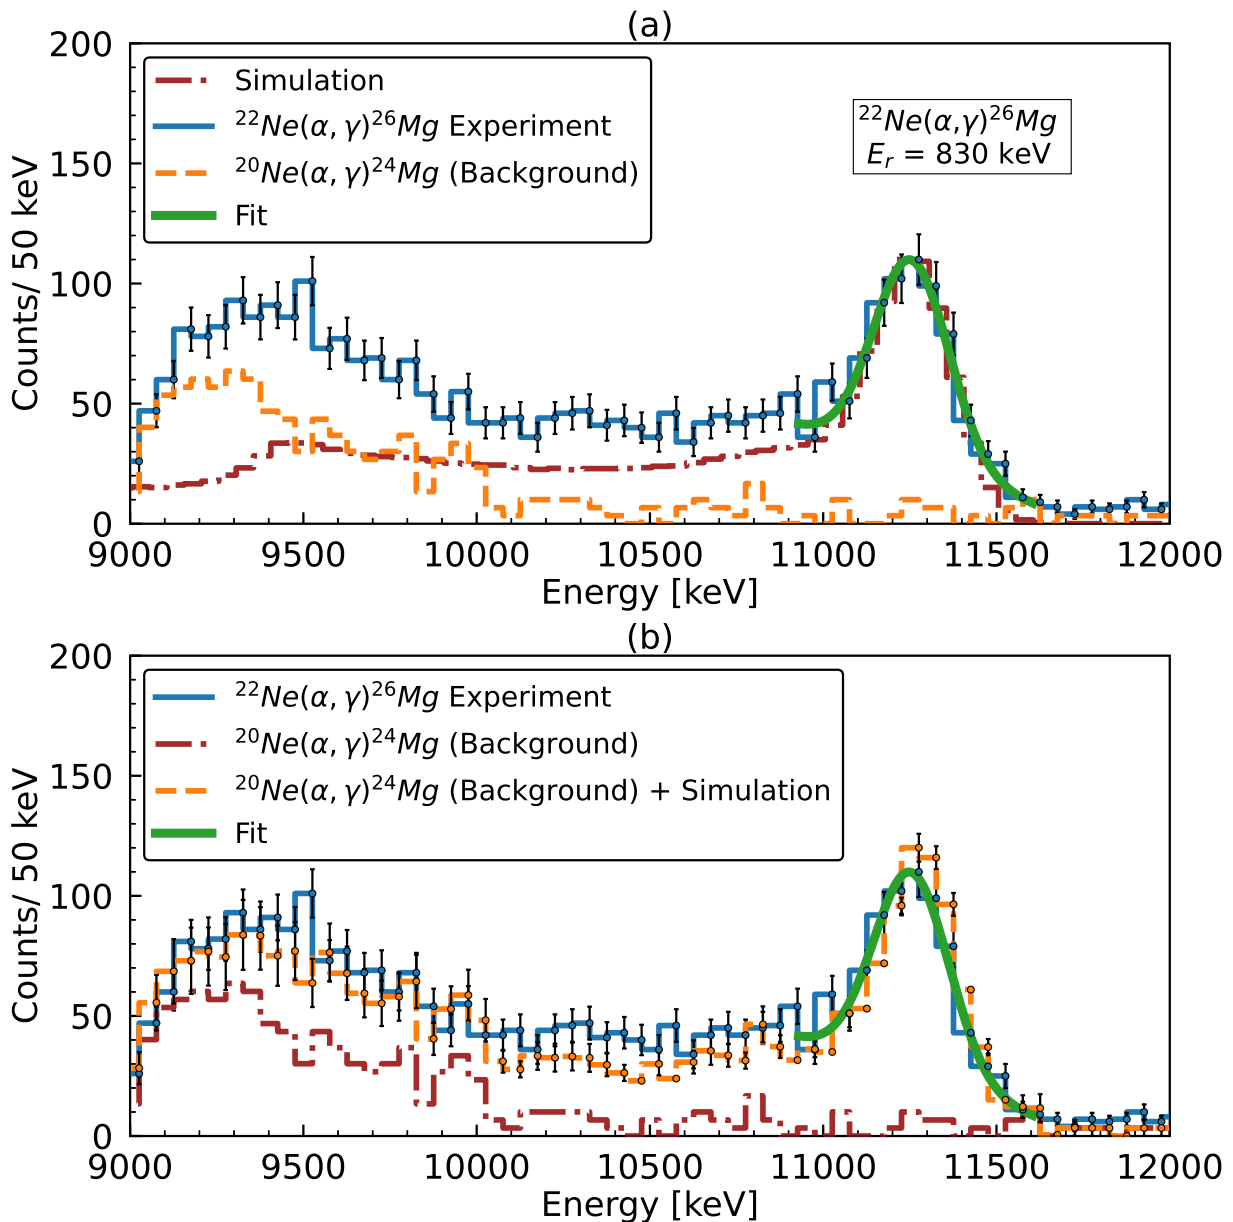 (a)
200
150
100
50
0
Counts/ 50 keV
Simulation
²²Ne(α, γ)²⁶Mg Experiment
²⁰Ne(α, γ)²⁴Mg (Background)
Fit
²²Ne(α,γ)²⁶Mg
Eᵣ = 830 keV
9000 9500 10000 10500 11000 11500 12000
Energy [keV]
(b)
200
150
100
50
0
Counts/ 50 keV
²²Ne(α, γ)²⁶Mg Experiment
²⁰Ne(α, γ)²⁴Mg (Background)
²⁰Ne(α, γ)²⁴Mg (Background) + Simulation
Fit
9000 9500 10000 10500 11000 11500 12000
Energy [keV]